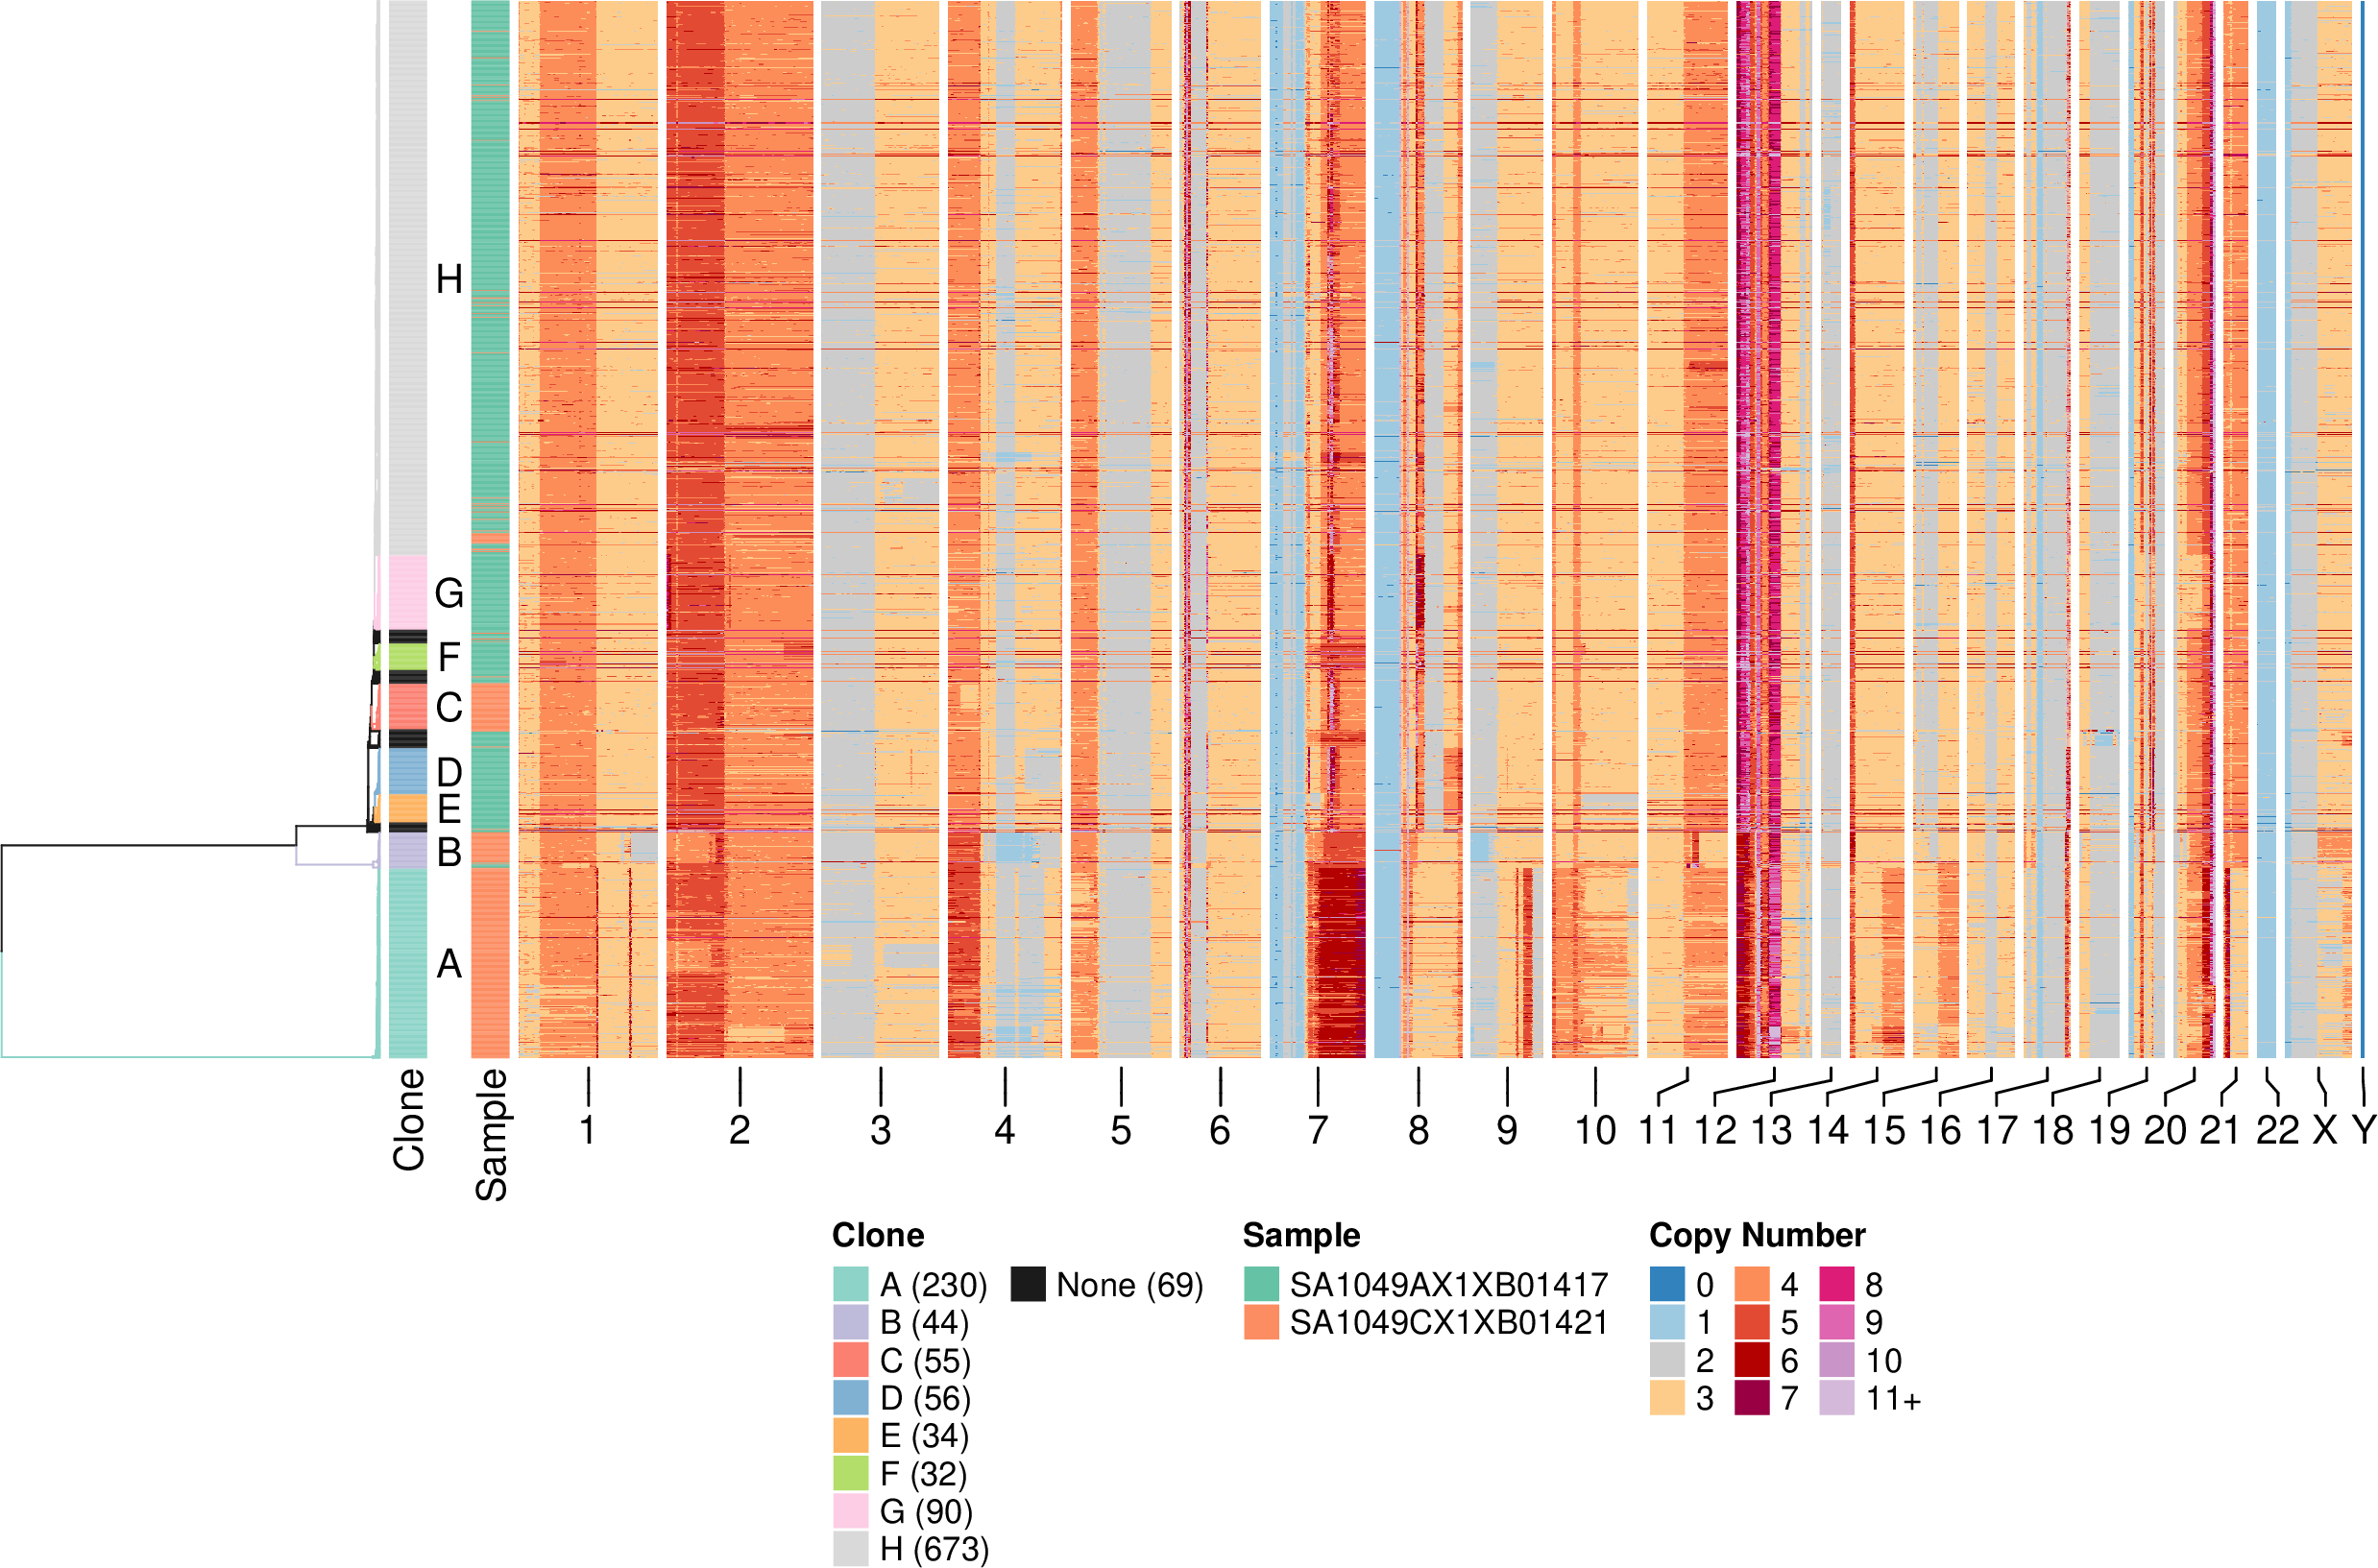 H
G
F
C
D
E
B
A
Clone
Sample
1 2 3 4 5 6 7 8 9 10 11 12 13 14 15 16 17 18 19 20 21 22 X Y
Clone Sample Copy Number
A (230) None (69) SA1049AX1XB01417 0 4 8
B (44) SA1049CX1XB01421 1 5 9
C (55) 2 6 10
D (56) 3 7 11+
E (34)
F (32)
G (90)
H (673)